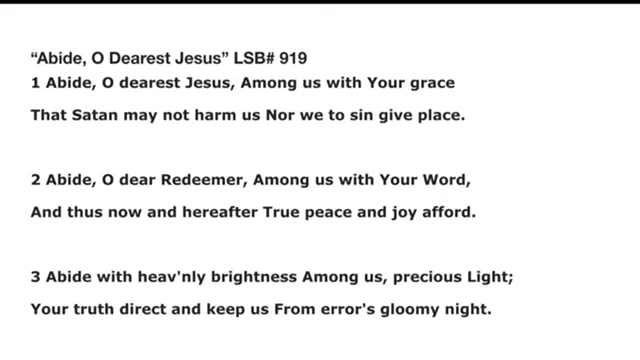 “Abide, O Dearest Jesus” LSB# 919
1 Abide, O dearest Jesus, Among us with Your grace
That Satan may not harm us Nor we to sin give place.
2 Abide, O dear Redeemer, Among us with Your Word,
And thus now and hereafter True peace and joy afford.
3 Abide with heav'nly brightness Among us, precious Light;
Your truth direct and keep us From error's gloomy night.